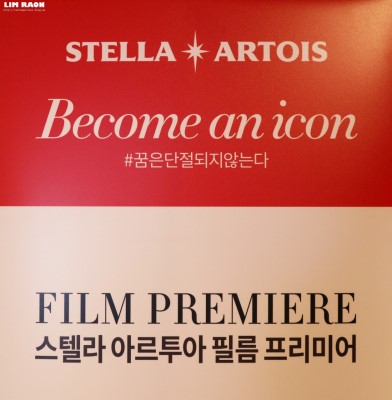 LIM RAOK
STELLA ARTOIS
Become an icon
#꿈은단절되지않는다
FILM PREMIERE
스텔라 아르투아 필름 프리미어